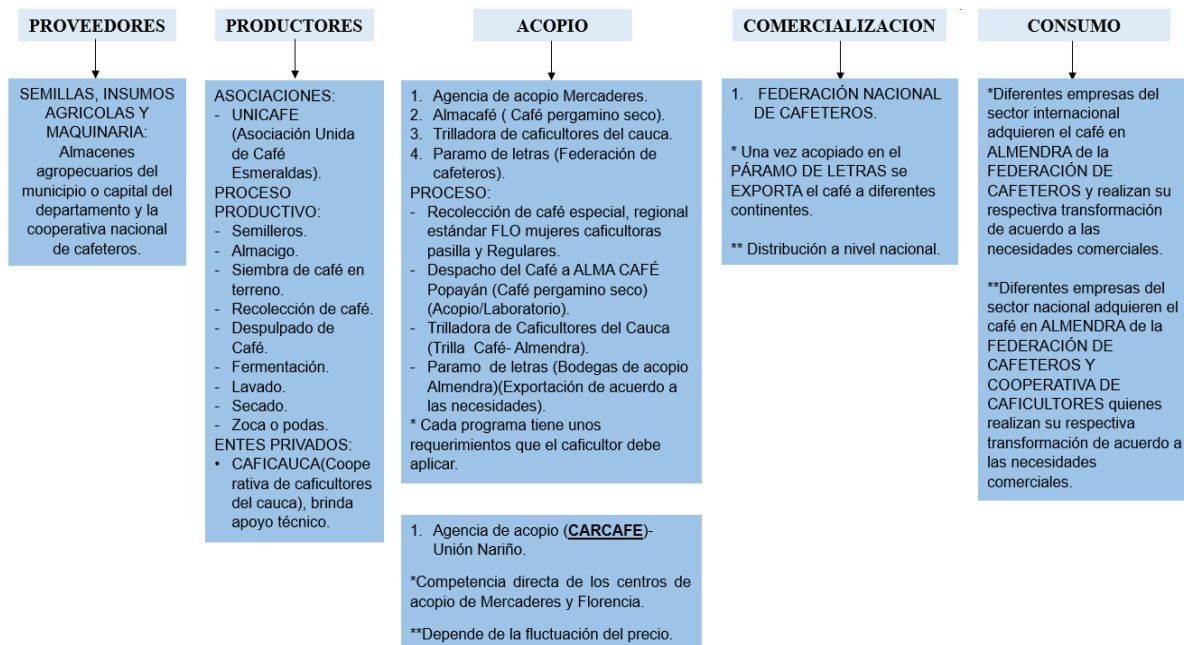 PROVEEDORES
SEMILLAS, INSUMOS
AGRICOLAS Y
MAQUINARIA:
Almacenes
agropecuarios del
municipio o capital del
departamento y la
cooperativa nacional
de cafeteros.
PRODUCTORES
ASOCIACIONES:
- UNICAFE
(Asociación Unida
de Café
Esmeraldas).
PROCESO
PRODUCTIVO:
- Semilleros.
- Almacigo.
- Siembra de café en
terreno.
- Recolección de café.
- Despulpado de
Café.
- Fermentación.
- Lavado.
- Secado.
- Zoca o podas.
ENTES PRIVADOS:
• CAFICAUCA(Coope
rativa de caficultores
del cauca), brinda
apoyo técnico.
ACOPIO
1. Agencia de acopio Mercaderes.
2. Almacafé ( Café pergamino seco).
3. Trilladora de caficultores del cauca.
4. Paramo de letras (Federación de
cafeteros).
PROCESO:
- Recolección de café especial, regional
estándar FLO mujeres caficultoras
pasilla y Regulares.
- Despacho del Café a ALMA CAFÉ
Popayán (Café pergamino seco)
(Acopio/Laboratorio).
- Trilladora de Caficultores del Cauca
(Trilla Café- Almendra).
- Paramo de letras (Bodegas de acopio
Almendra)(Exportación de acuerdo a
las necesidades).
* Cada programa tiene unos
requerimientos que el caficultor debe
aplicar.
1. Agencia de acopio (CARCAFE)-
Unión Nariño.
*Competencia directa de los centros de
acopio de Mercaderes y Florencia.
**Depende de la fluctuación del precio.
COMERCIALIZACION
1. FEDERACIÓN NACIONAL
DE CAFETEROS.
* Una vez acopiado en el
PÁRAMO DE LETRAS se
EXPORTA el café a diferentes
continentes.
** Distribución a nivel nacional.
CONSUMO
*Diferentes empresas del
sector internacional
adquieren el café en
ALMENDRA de la
FEDERACIÓN DE
CAFETEROS y realizan su
respectiva transformación
de acuerdo a las
necesidades comerciales.
**Diferentes empresas del
sector nacional adquieren el
café en ALMENDRA de la
FEDERACIÓN DE
CAFETEROS Y
COOPERATIVA DE
CAFICULTORES quienes
realizan su respectiva
transformación de acuerdo a
las necesidades
comerciales.